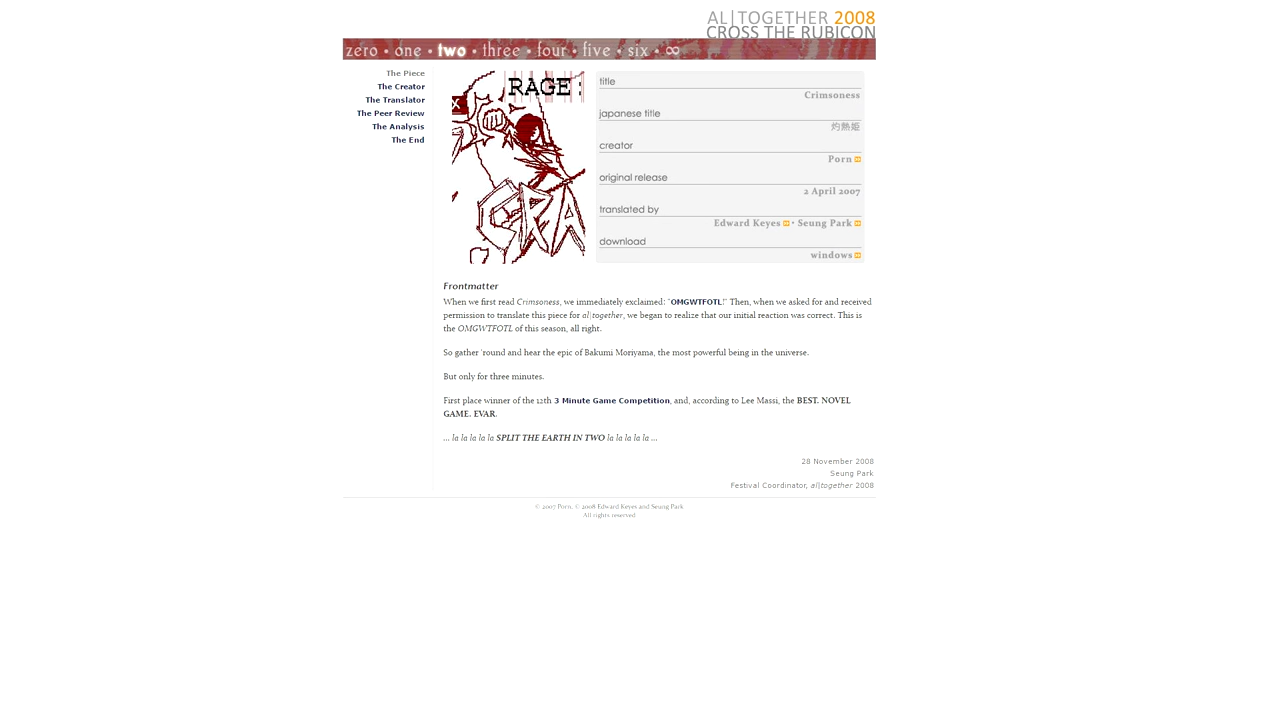 AL|TOGETHER 2008
CROSS THE RUBICON
zero • one • two • three • four • five • six • ∞
The Piece
The Creator
The Translator
The Peer Review
The Analysis
The End
RAGE :
X
title
Crimsoness
japanese title
灼熱姫
creator
Porn
original release
2 April 2007
translated by
Edward Keyes • Seung Park
download
windows
Frontmatter
When we first read Crimsoness, we immediately exclaimed: "OMGWTFOTL!" Then, when we asked for and received
permission to translate this piece for al|together, we began to realize that our initial reaction was correct. This is
the OMGWTFOTL of this season, all right.
So gather 'round and hear the epic of Bakumi Moriyama, the most powerful being in the universe.
But only for three minutes.
First place winner of the 12th 3 Minute Game Competition, and, according to Lee Massi, the BEST. NOVEL
GAME. EVAR.
... la la la la la SPLIT THE EARTH IN TWO la la la la la ...
28 November 2008
Seung Park
Festival Coordinator, al|together 2008
© 2007 Porn. © 2008 Edward Keyes and Seung Park
All rights reserved.